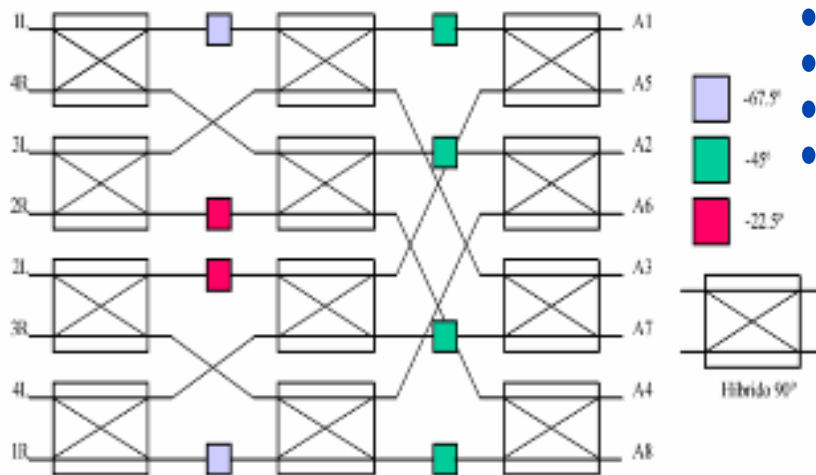 1L
A1
4R
A5
-67.5º
3L
A2
-45º
2R
A6
-22.5º
2L
A3
3R
A7
4L
A4
Híbrido 90º
1R
A8